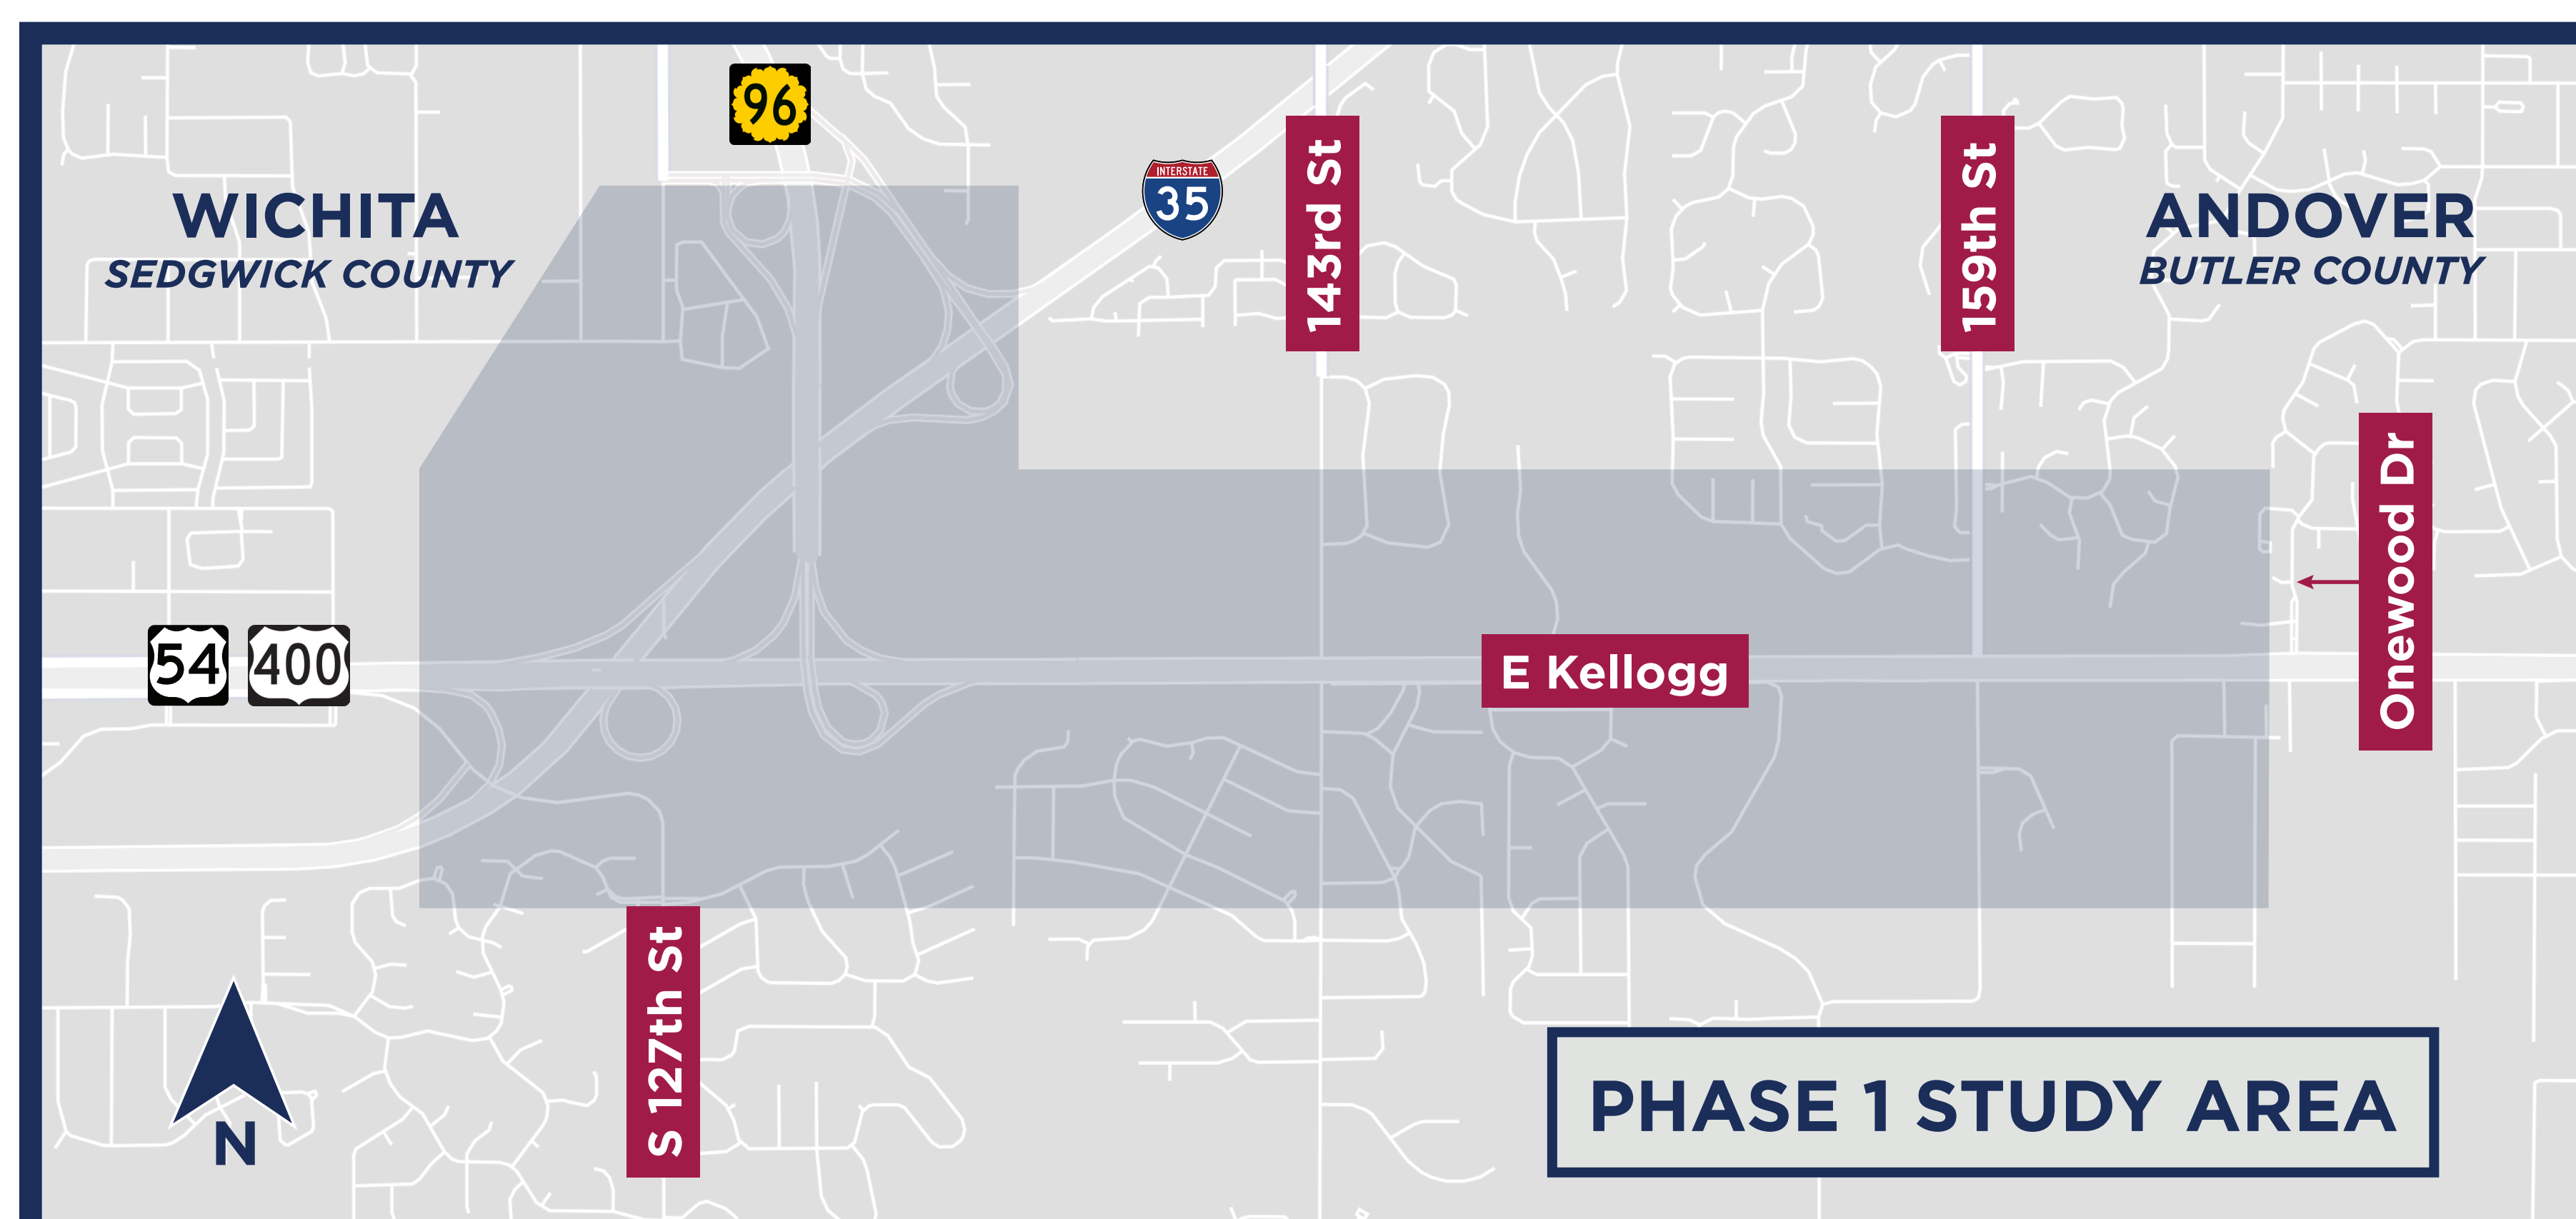 96
INTERSTATE
35
143rd St
159th St
WICHITA
SEDGWICK COUNTY
ANDOVER
BUTLER COUNTY
Onewood Dr
54
400
E Kellogg
S 127th St
N
PHASE 1 STUDY AREA